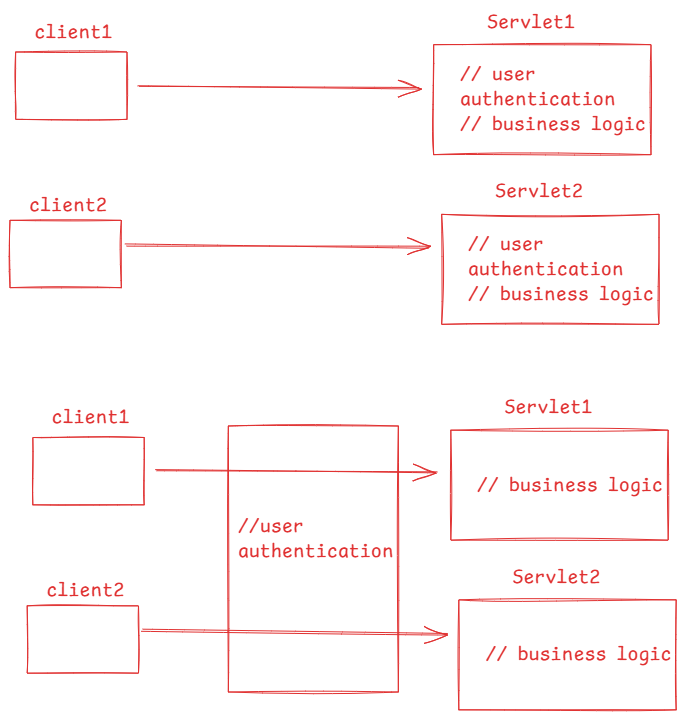 client1
Servlet1
// user
authentication
// business logic
client2
Servlet2
// user
authentication
// business logic
client1
Servlet1
// business logic
//user
authentication
client2
Servlet2
// business logic